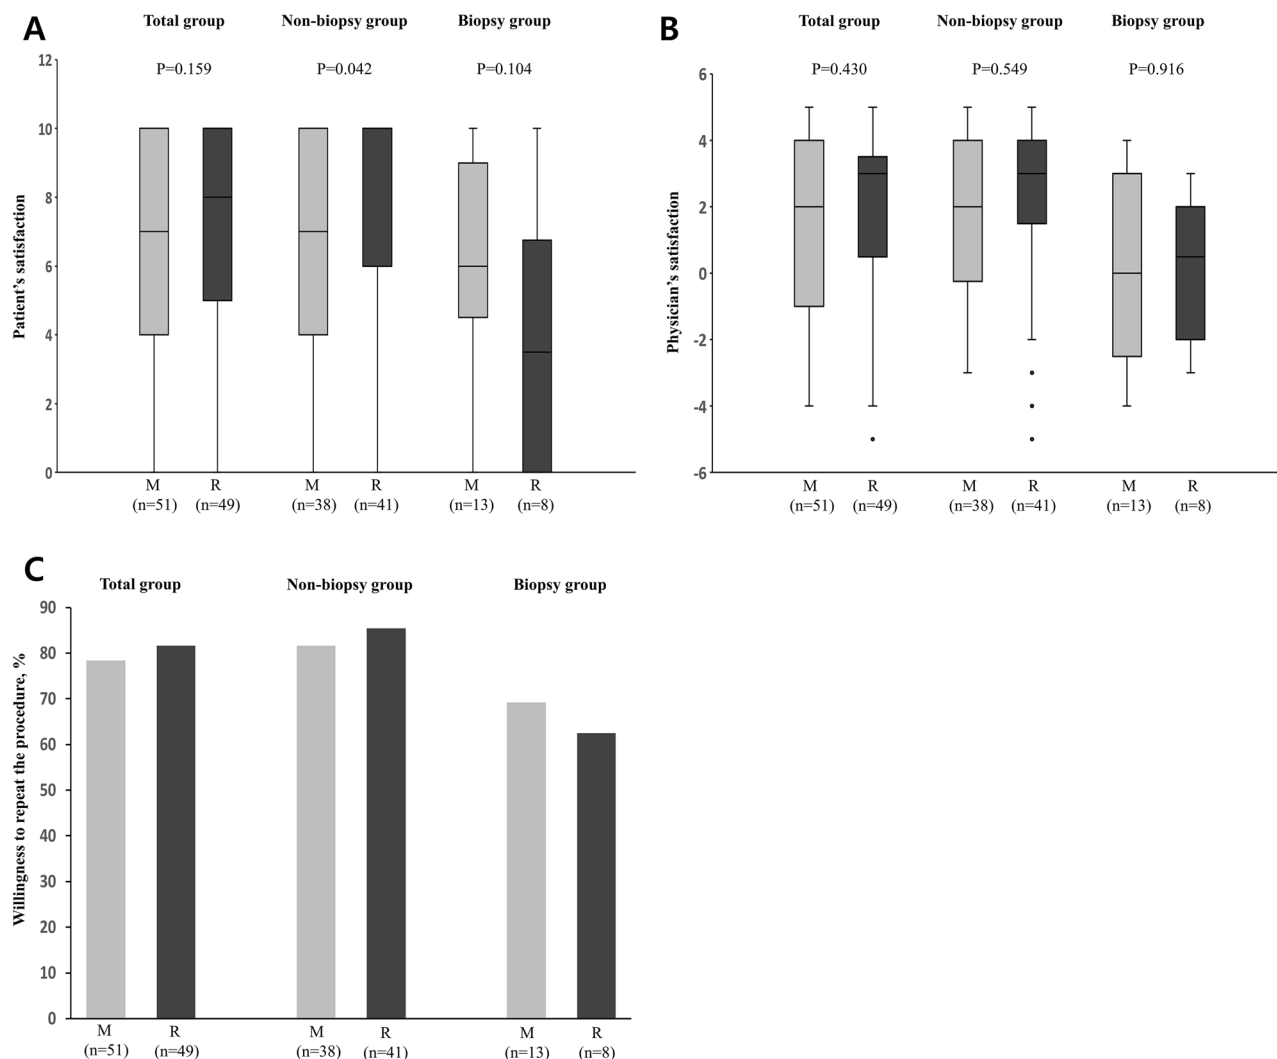 A
Total group Non-biopsy group Biopsy group
P=0.159 P=0.042 P=0.104
Patient's satisfaction
12
10
8
6
4
2
0
M R M R M R
(n=51) (n=49) (n=38) (n=41) (n=13) (n=8)
B
Total group Non-biopsy group Biopsy group
P=0.430 P=0.549 P=0.916
Physician's satisfaction
6
4
2
0
-2
-4
-6
M R M R M R
(n=51) (n=49) (n=38) (n=41) (n=13) (n=8)
C
Total group Non-biopsy group Biopsy group
Willingness to repeat the procedure, %
90
80
70
60
50
40
30
20
10
0
M R M R M R
(n=51) (n=49) (n=38) (n=41) (n=13) (n=8)